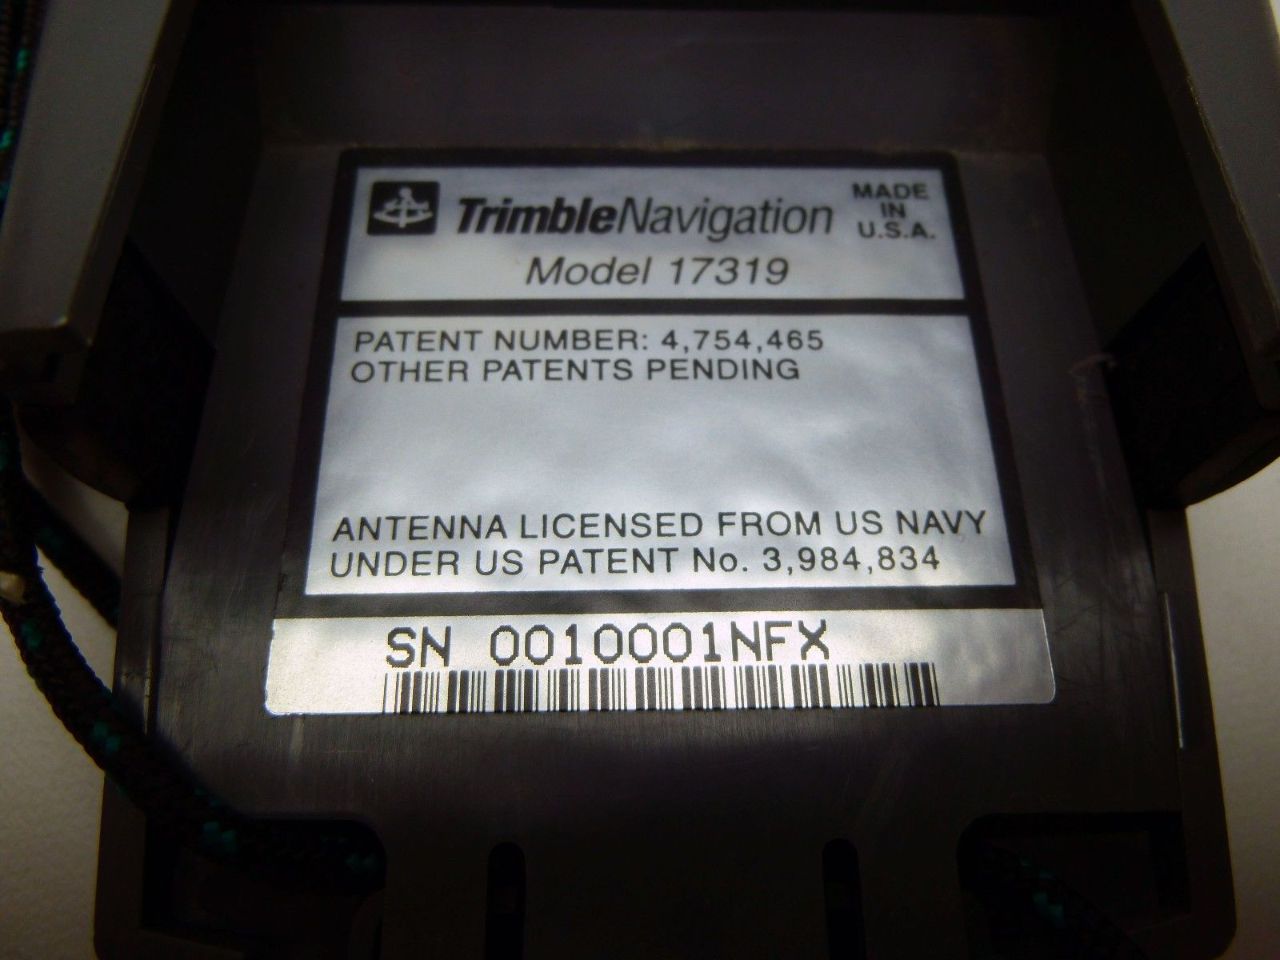 TrimbleNavigation
MADE
IN
U.S.A.
Model 17319
PATENT NUMBER: 4,754,465
OTHER PATENTS PENDING
ANTENNA LICENSED FROM US NAVY
UNDER US PATENT No. 3,984,834
SN 0010001NFX